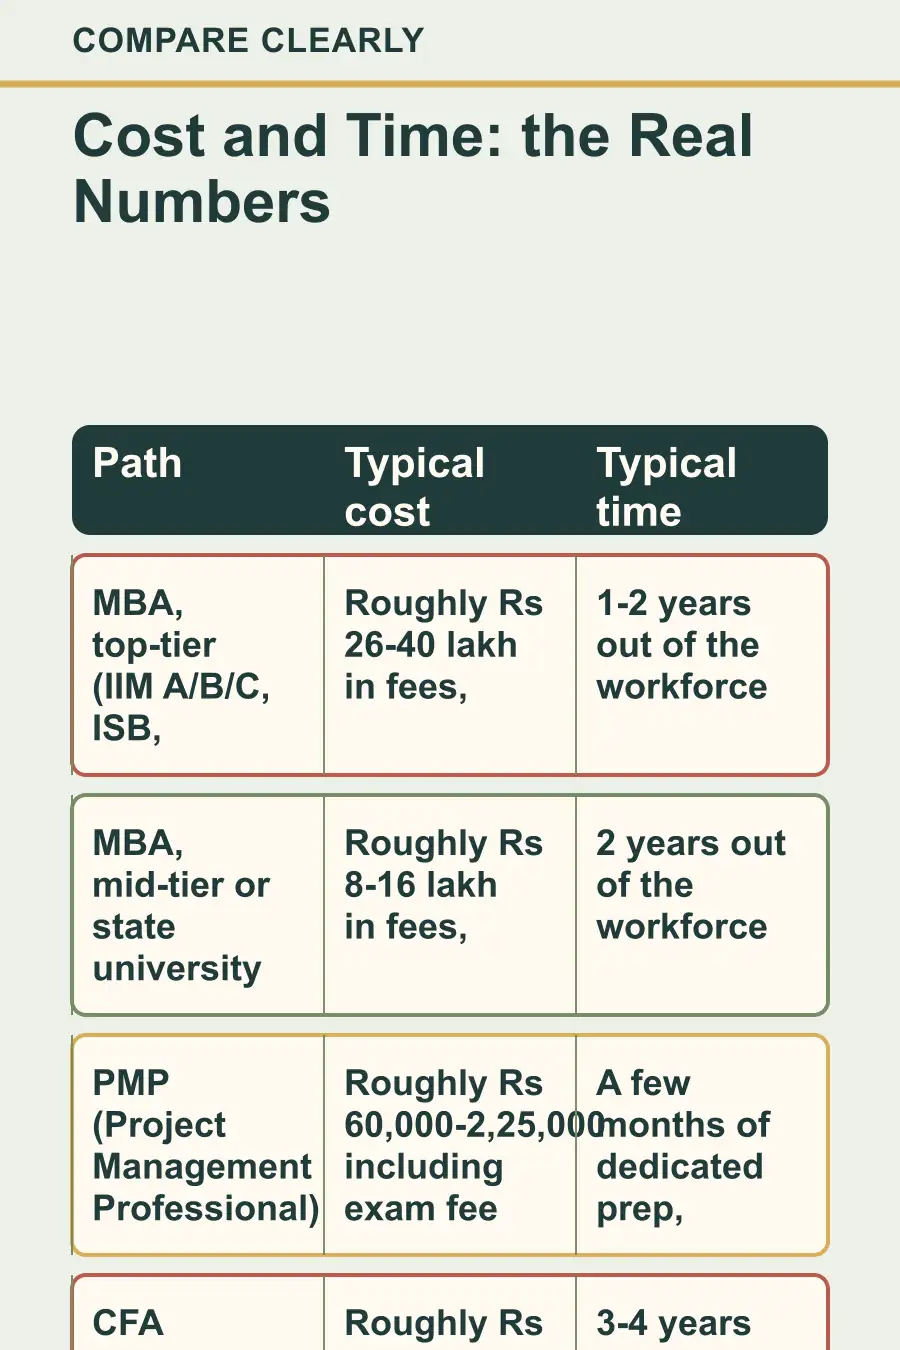 COMPARE CLEARLY
Cost and Time: the Real
Numbers
Path
Typical
cost
Typical
time
MBA,
top-tier
(IIM A/B/C,
ISB,
Roughly Rs
26-40 lakh
in fees,
1-2 years
out of the
workforce
MBA,
mid-tier or
state
university
Roughly Rs
8-16 lakh
in fees,
2 years out
of the
workforce
PMP
(Project
Management
Professional)
Roughly Rs
60,000-2,25,000
including
exam fee
A few
months of
dedicated
prep,
CFA
Roughly Rs
3-4 years